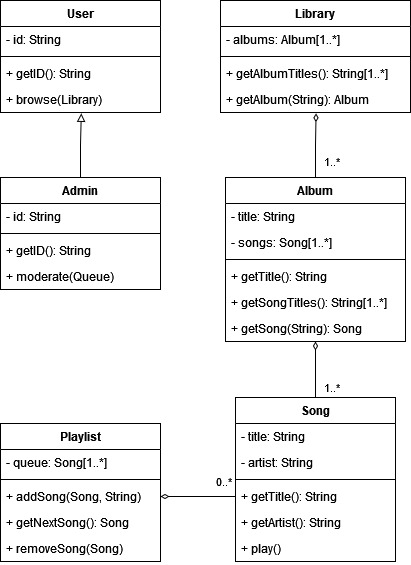 User
- id: String
+ getID(): String
+ browse(Library)
Library
- albums: Album[1..*]
+ getAlbumTitles(): String[1..*]
+ getAlbum(String): Album
1..*
Admin
- id: String
+ getID(): String
+ moderate(Queue)
Album
- title: String
- songs: Song[1..*]
+ getTitle(): String
+ getSongTitles(): String[1..*]
+ getSong(String): Song
1..*
Playlist
- queue: Song[1..*]
+ addSong(Song, String)
+ getNextSong(): Song
+ removeSong(Song)
0..*
Song
- title: String
- artist: String
+ getTitle(): String
+ getArtist(): String
+ play()